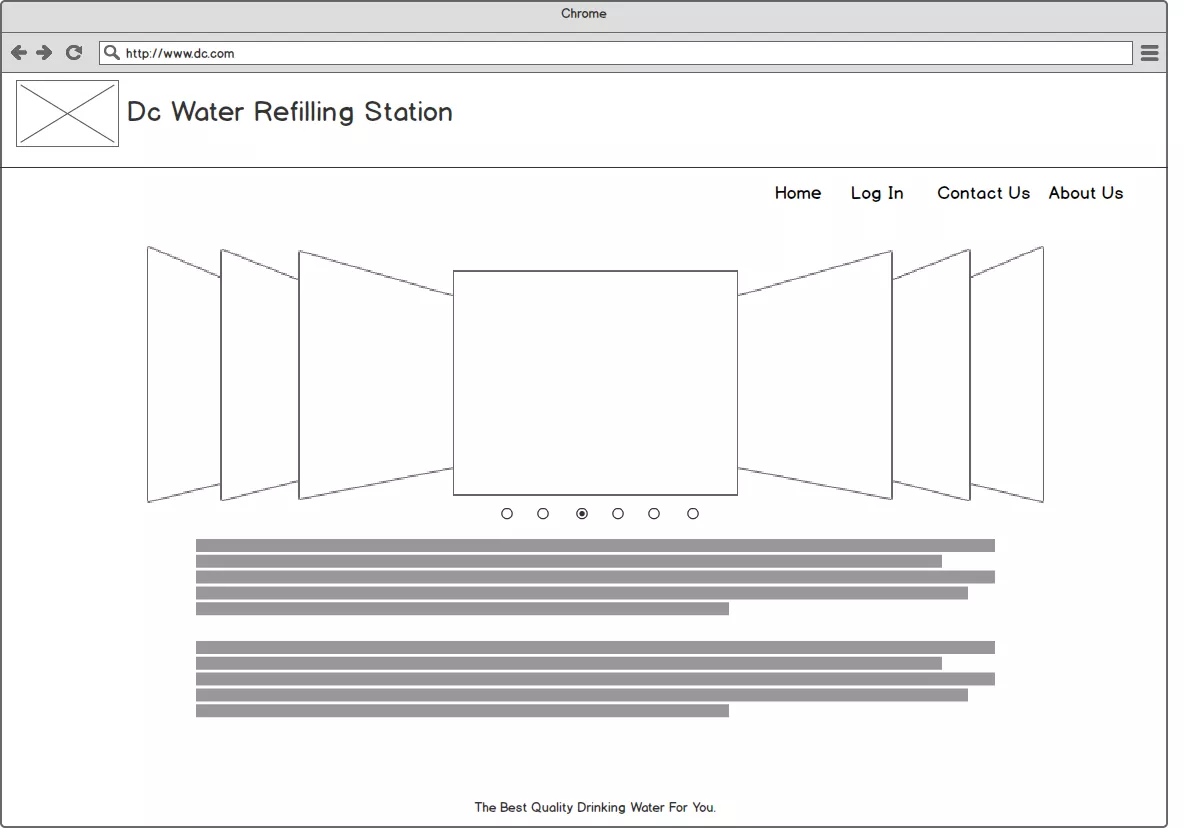 Chrome
http://www.dc.com
Dc Water Refilling Station
Home Log In Contact Us About Us
The Best Quality Drinking Water For You.